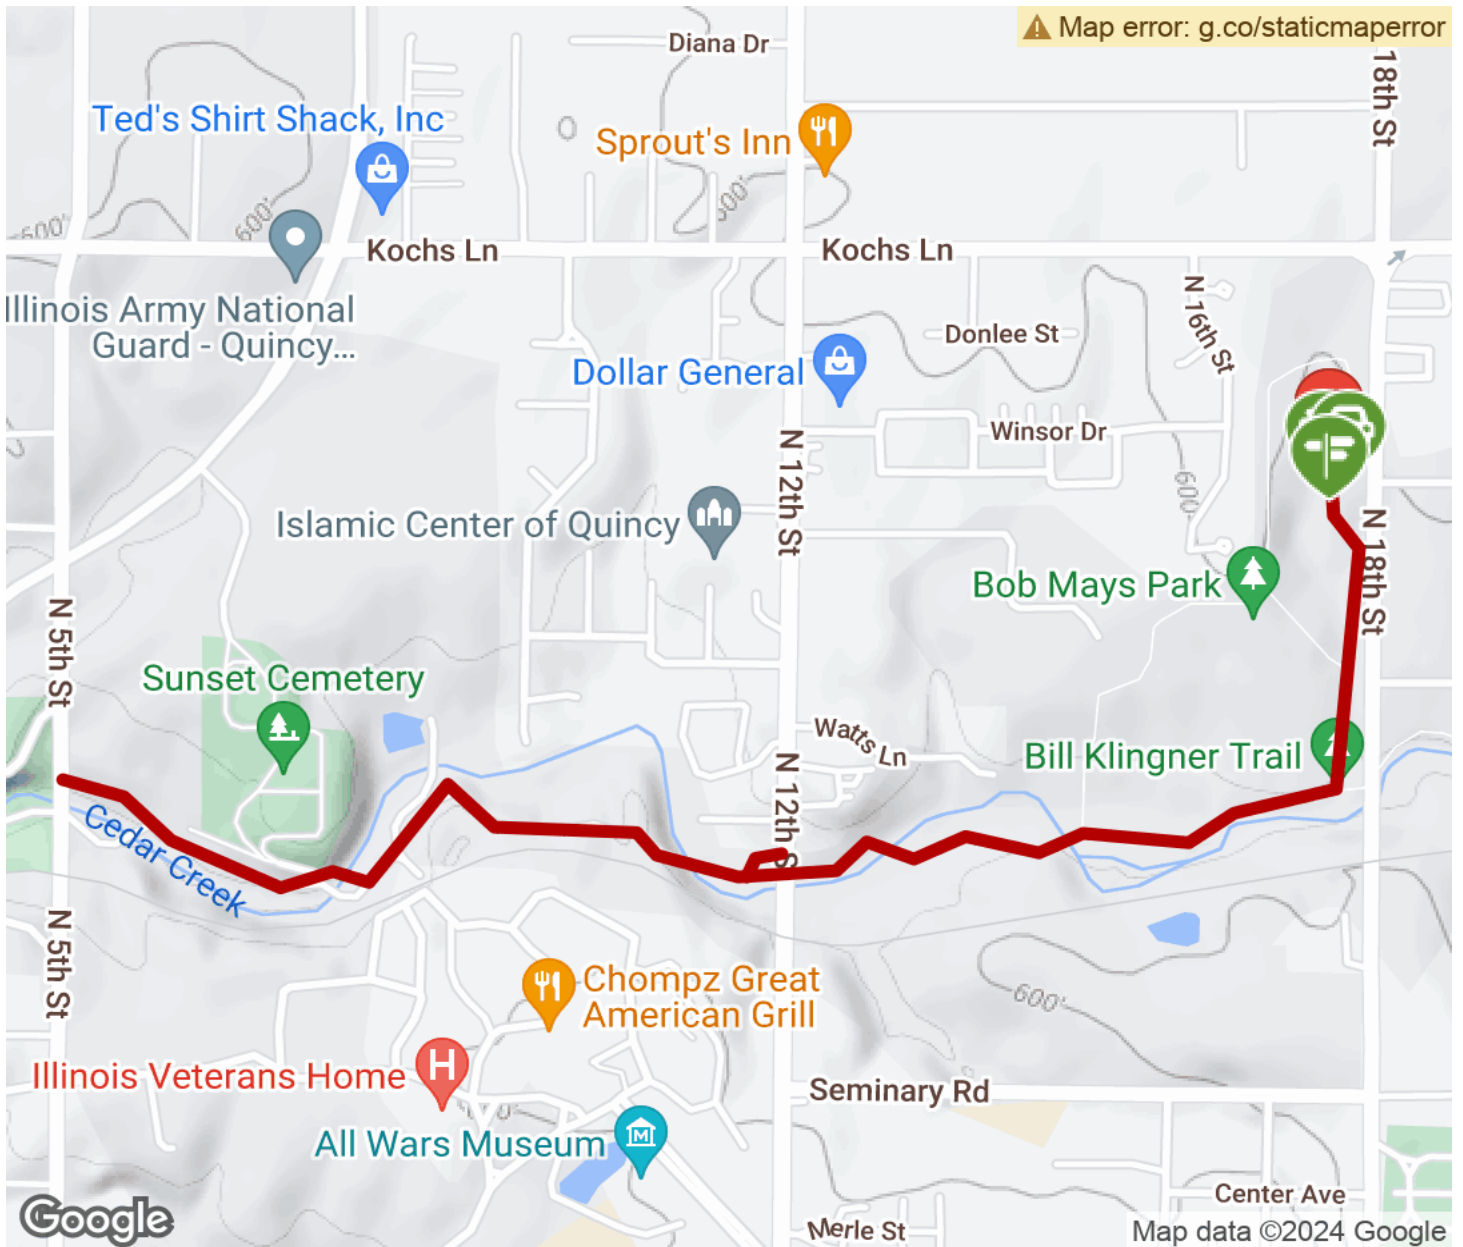 Map error: g.co/staticmaperror
Diana Dr
18th St
Ted's Shirt Shack, Inc
Sprout's Inn
600'
600'
600'
Kochs Ln
Kochs Ln
Illinois Army National
Guard - Quincy...
N 16th St
Donlee St
Dollar General
Winsor Dr
N 12th St
600'
Islamic Center of Quincy
N 18th St
Bob Mays Park
N 5th St
Sunset Cemetery
Watts Ln
Bill Klingner Trail
N 12th S
Cedar Creek
N 5th St
Chompz Great
American Grill
600'
H
Illinois Veterans Home
Seminary Rd
M
All Wars Museum
Center Ave
Google
Merle St
Map data ©2024 Google